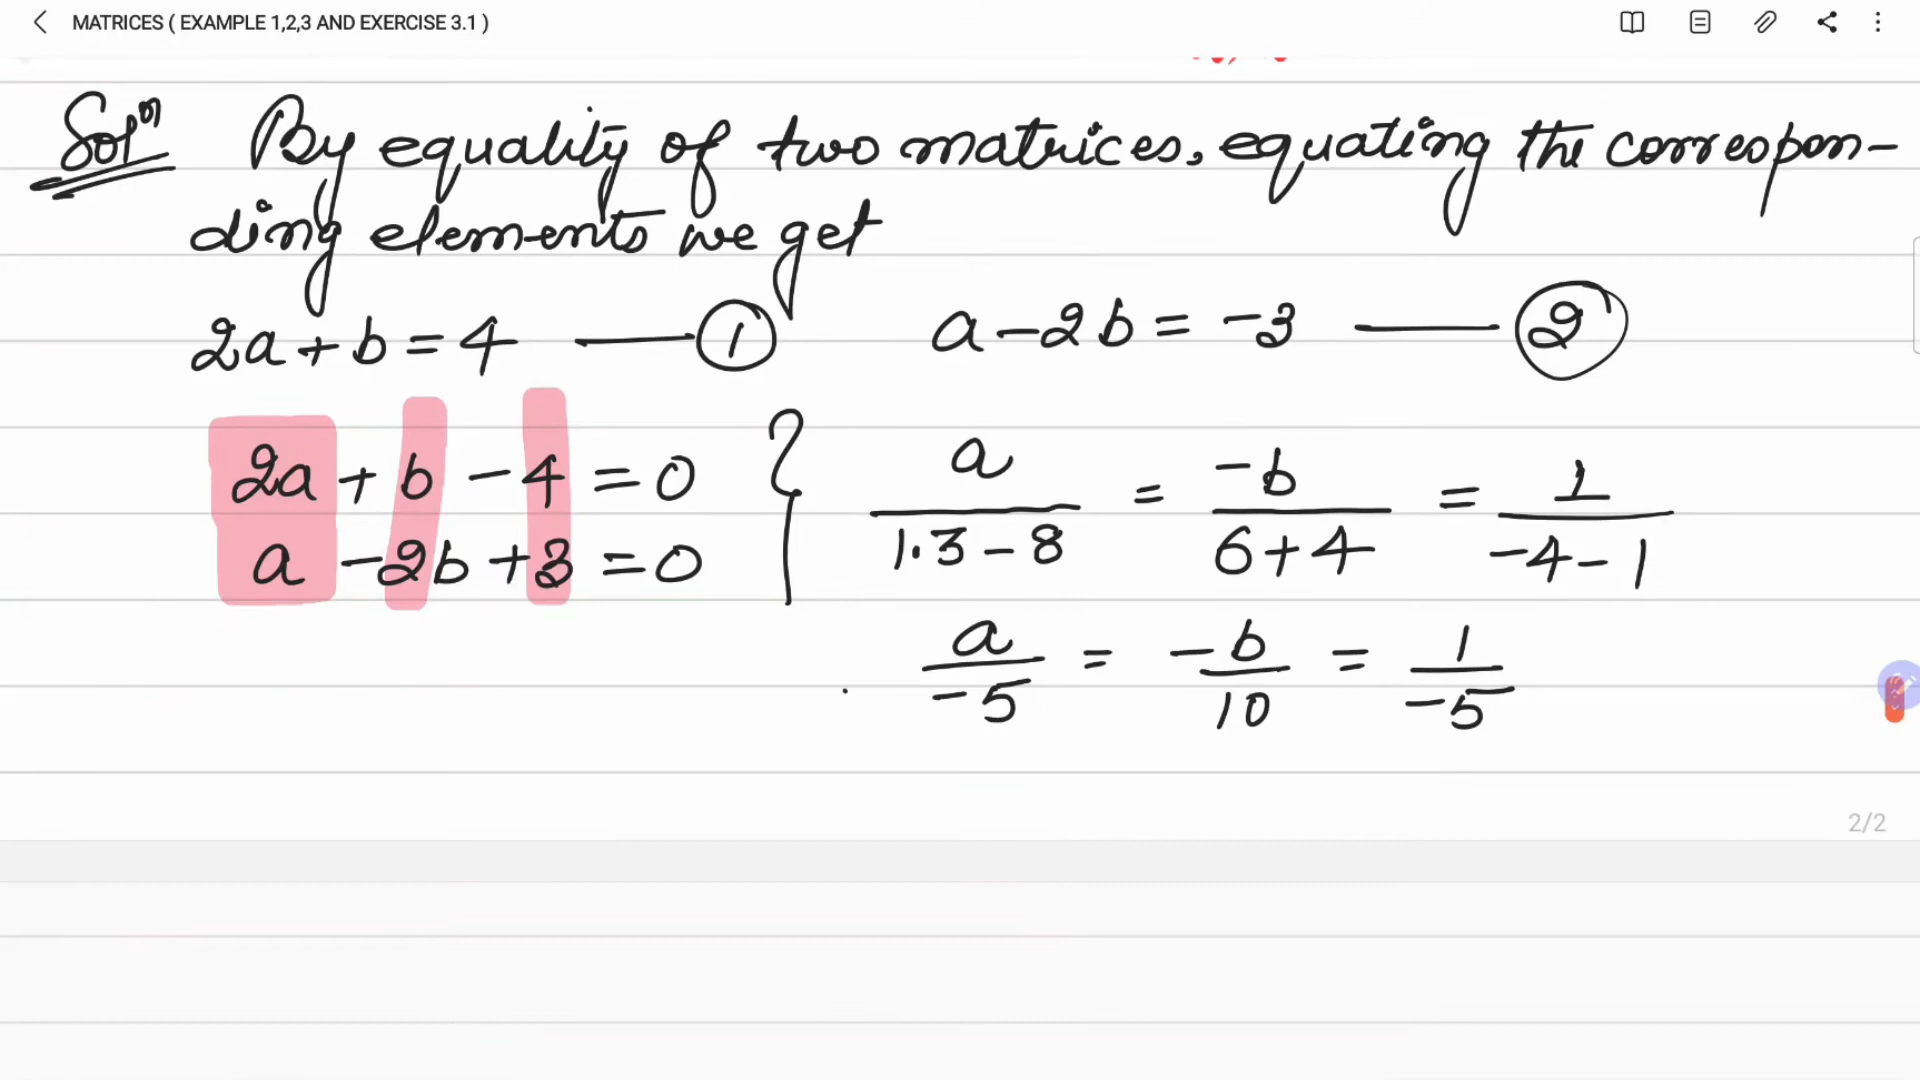 MATRICES ( EXAMPLE 1,2,3 AND EXERCISE 3.1 )
Solⁿ By equality of two matrices, equating the correspon-
ding elements we get
2a+b=4 —— ① a-2b=-3 —— ②
2a+b-4=0 } a/(1·3-8) = -b/(6+4) = 1/(-4-1)
a-2b+3=0
a/-5 = -b/10 = 1/-5
2/2